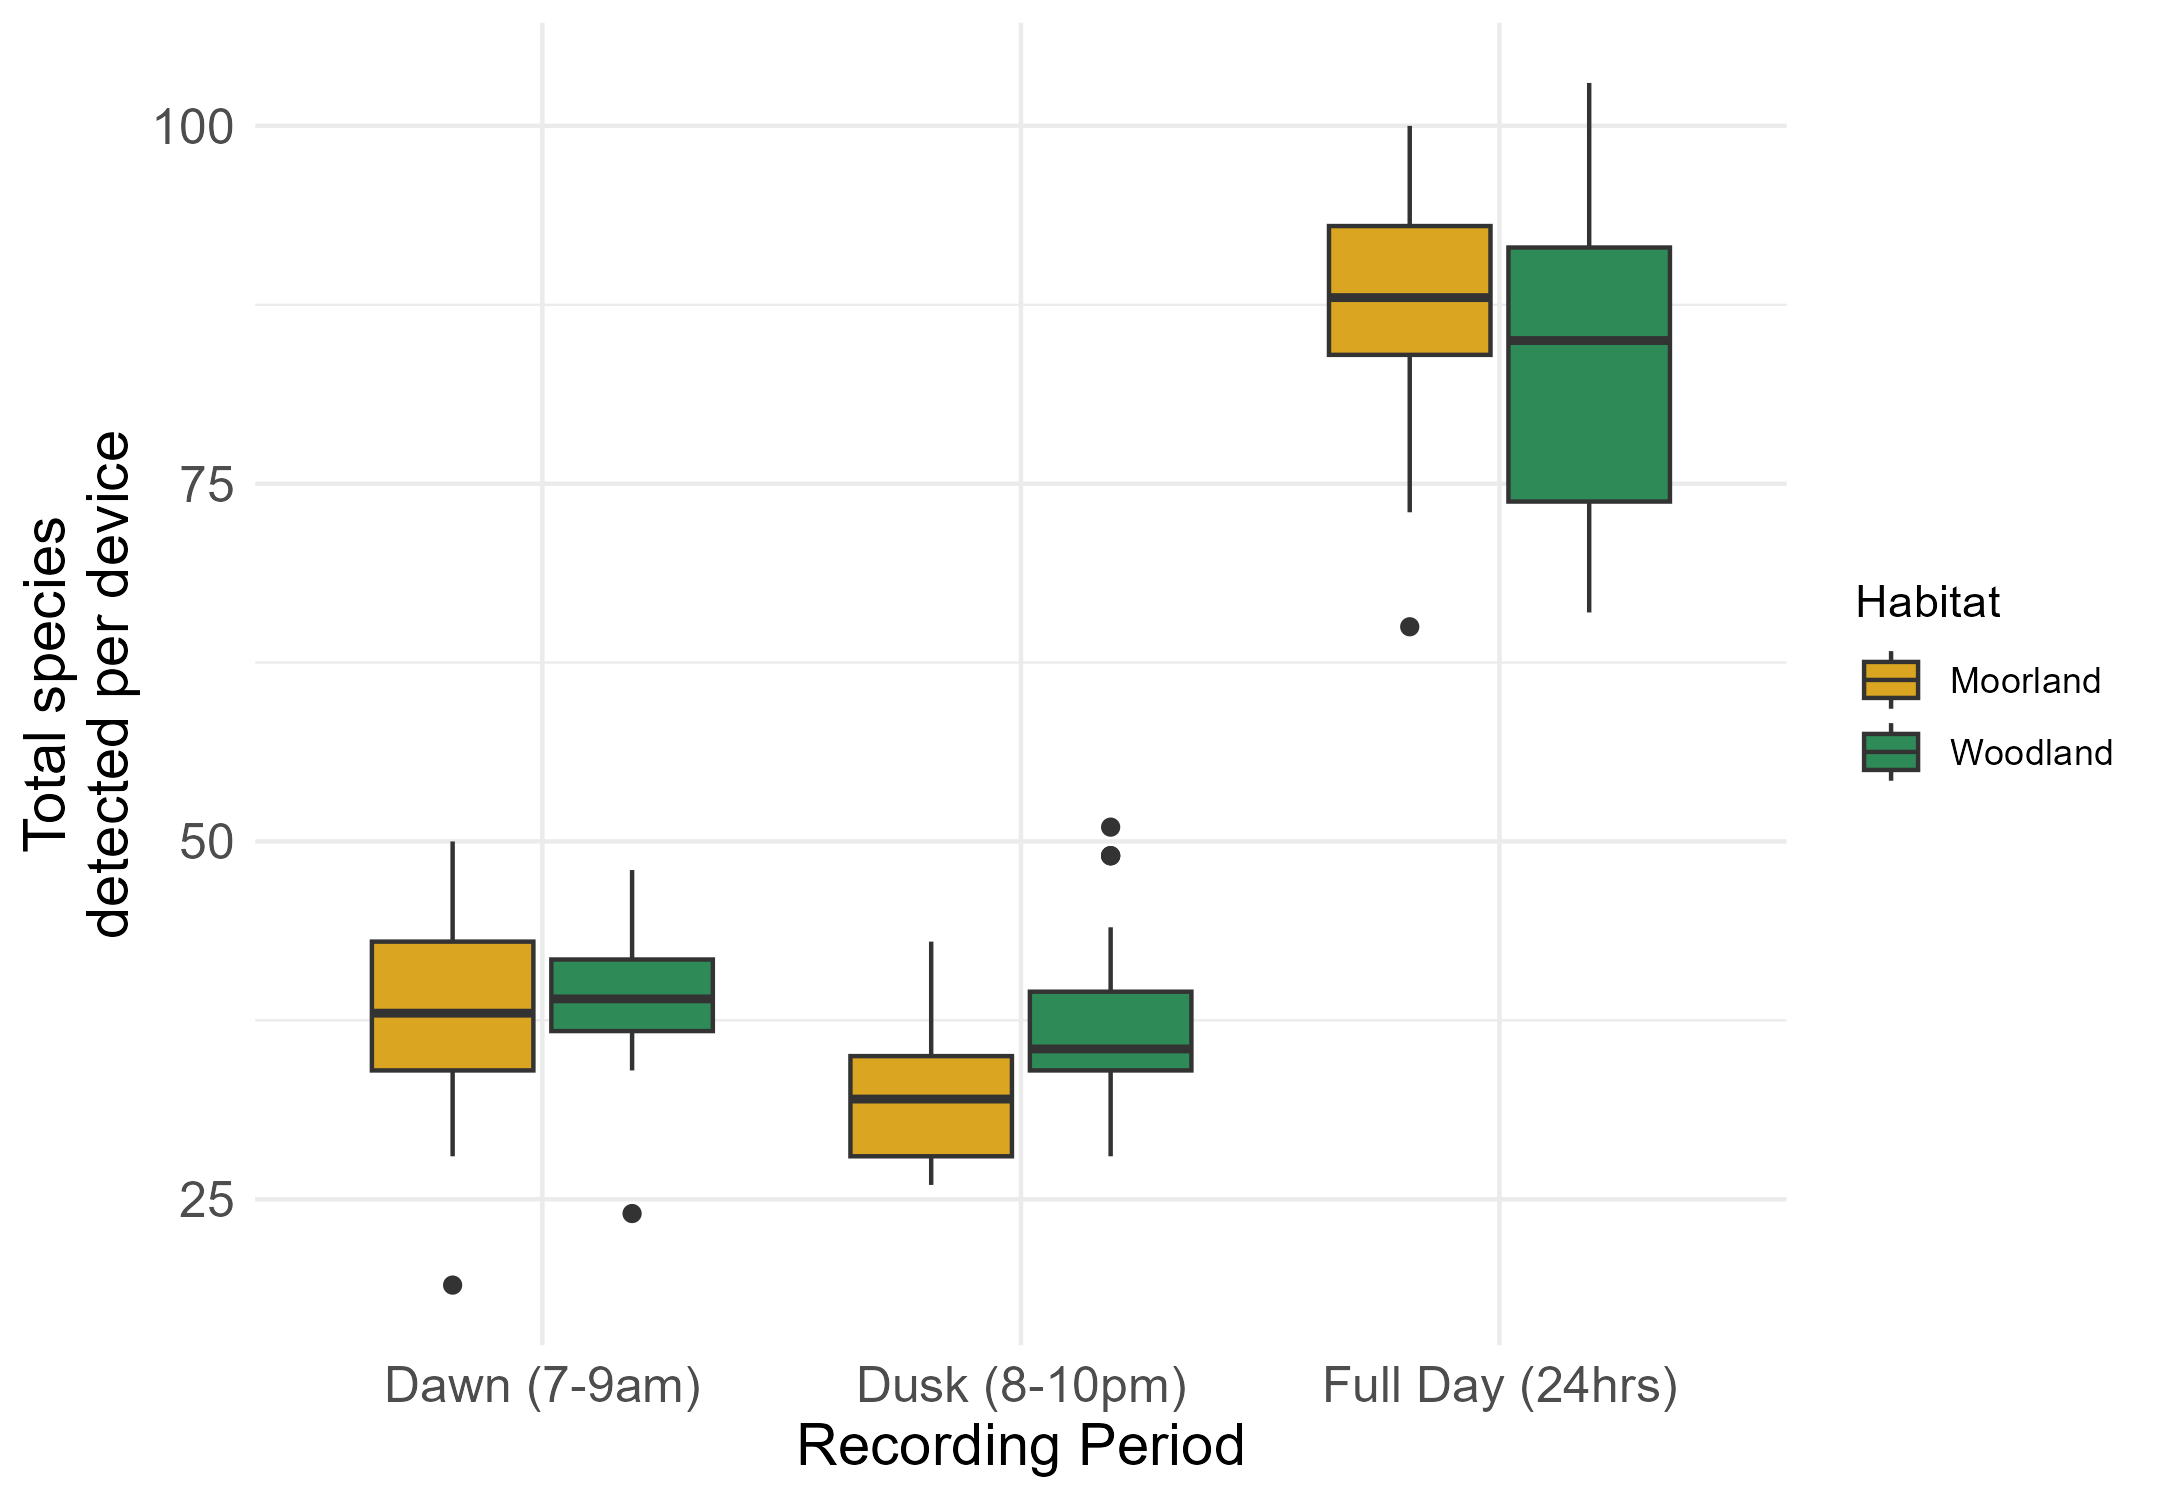 Total species
detected per device
100
75
50
25
Dawn (7-9am)
Dusk (8-10pm)
Full Day (24hrs)
Recording Period
Habitat
Moorland
Woodland